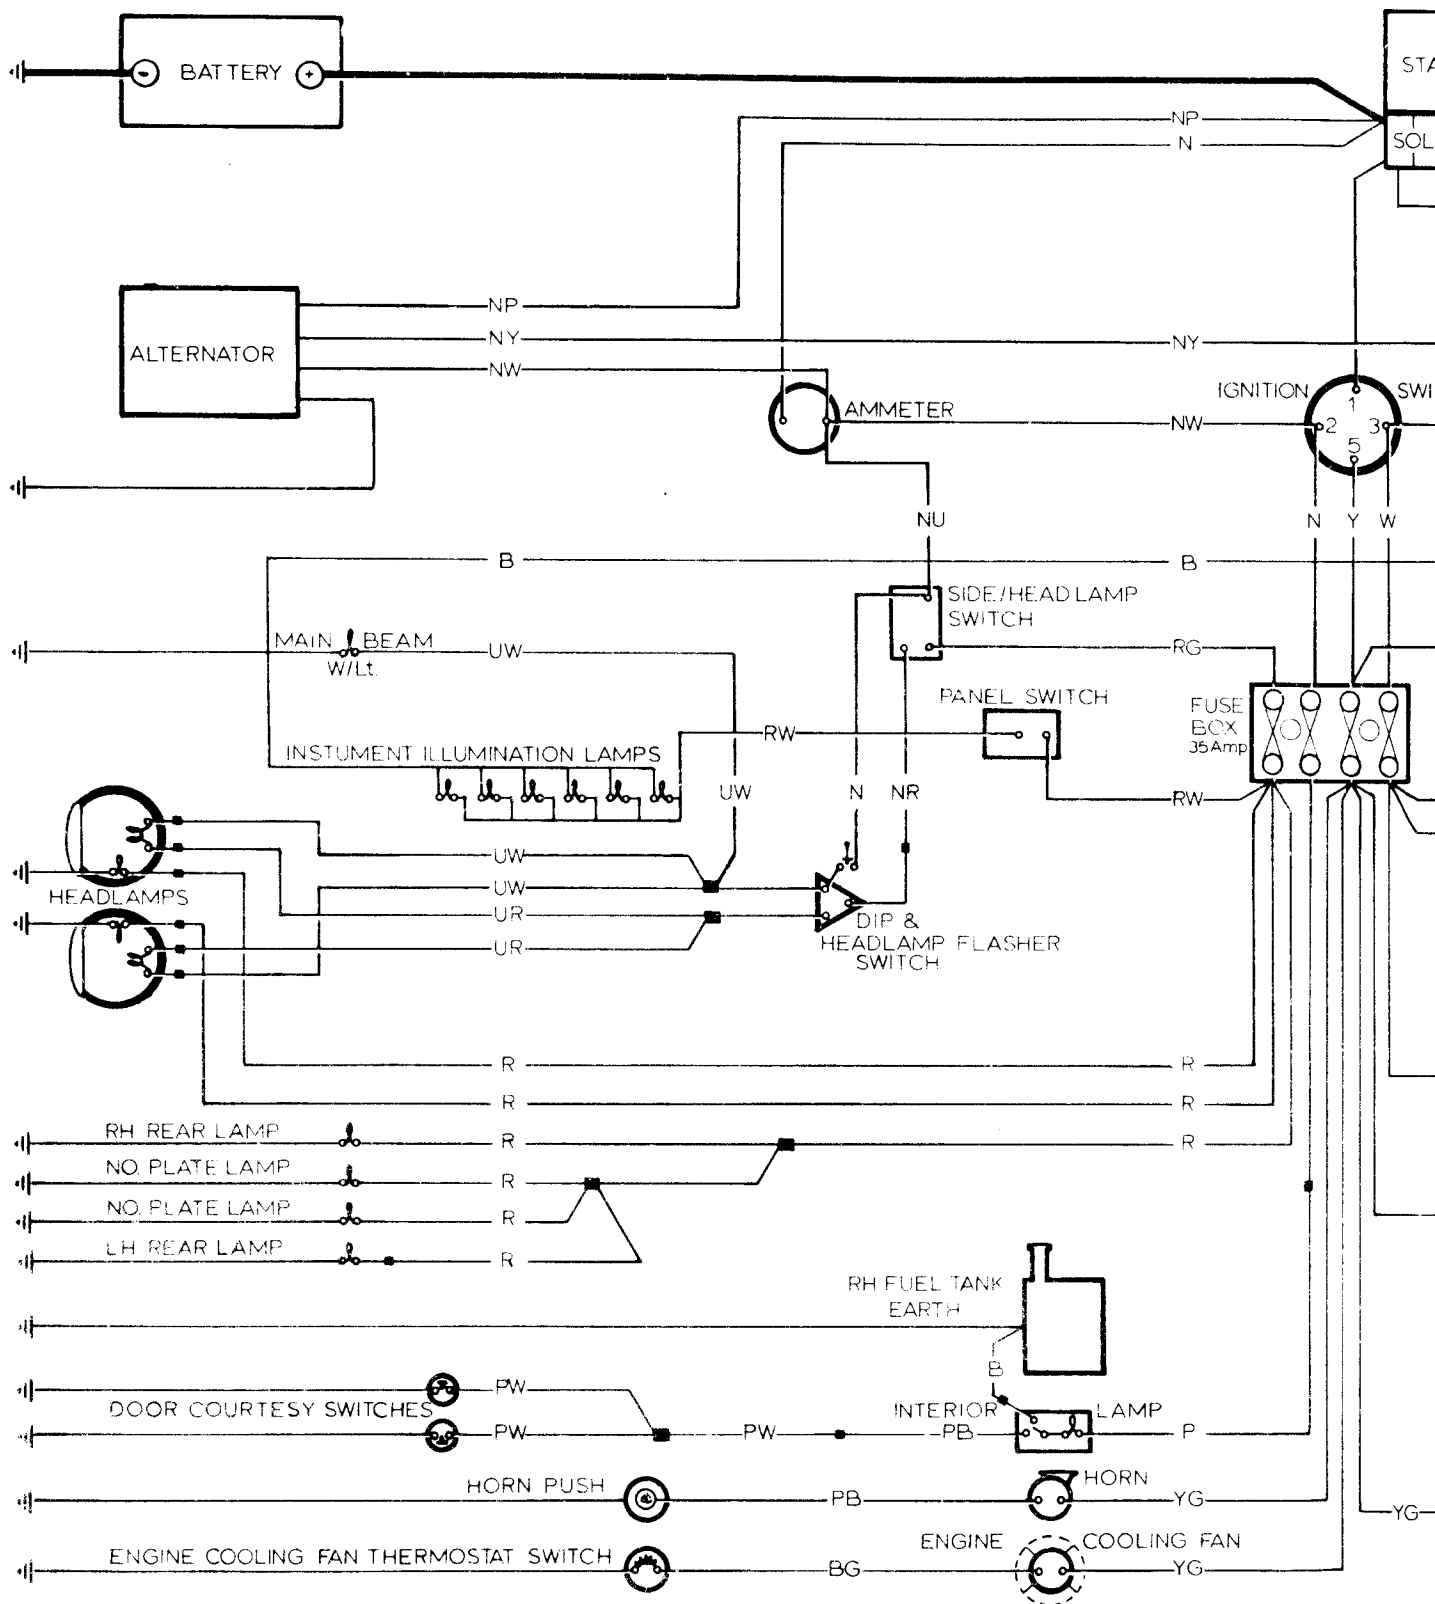 - BATTERY +
STA
NP
N
SOL
NP
NY
NY
ALTERNATOR
NW
IGNITION
SWI
AMMETER
1
NW
2
3
5
NU
N
Y
W
B
B
SIDE/HEADLAMP
SWITCH
MAIN BEAM
W/Lt.
UW
RG
PANEL SWITCH
FUSE
BOX
35Amp
RW
INSTUMENT ILLUMINATION LAMPS
UW
N
NR
RW
UW
UW
HEADLAMPS
UR
DIP &
HEADLAMP FLASHER
SWITCH
UR
R
R
R
R
RH REAR LAMP
R
R
NO. PLATE LAMP
R
NO. PLATE LAMP
R
LH REAR LAMP
R
RH FUEL TANK
EARTH
B
PW
DOOR COURTESY SWITCHES
INTERIOR
LAMP
PW
PW
PB
P
HORN PUSH
HORN
PB
YG
YG
ENGINE
COOLING FAN
ENGINE COOLING FAN THERMOSTAT SWITCH
BG
YG